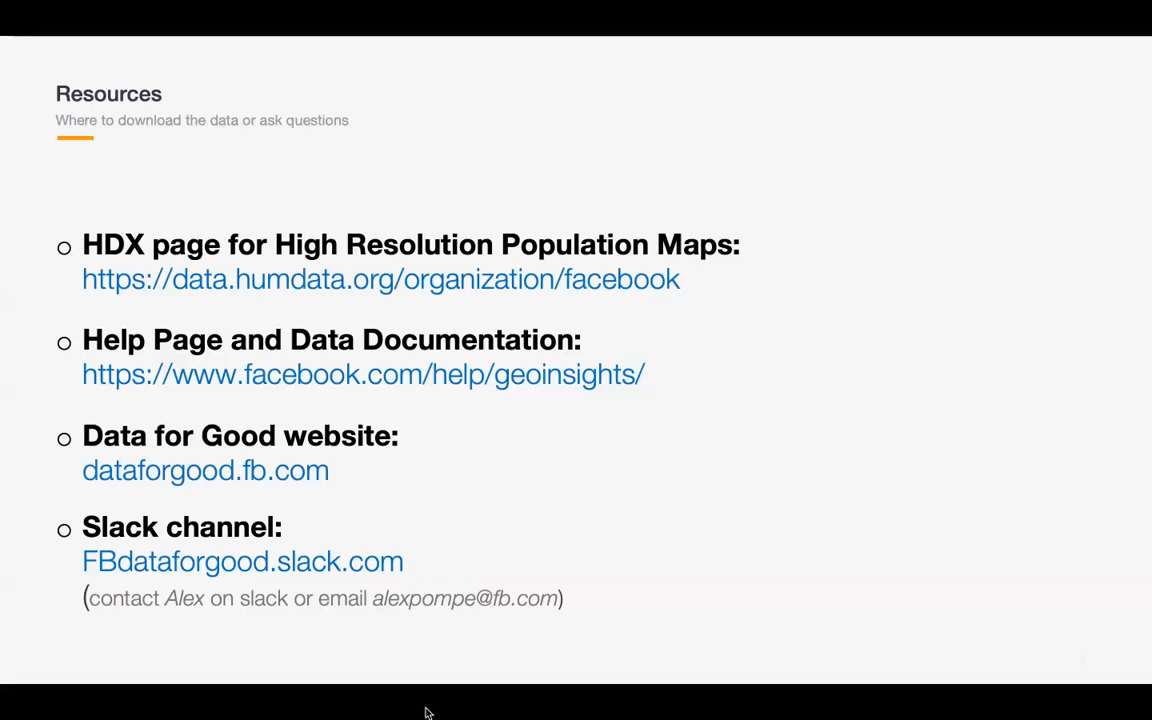 Resources
Where to download the data or ask questions
HDX page for High Resolution Population Maps:
https://data.humdata.org/organization/facebook
Help Page and Data Documentation:
https://www.facebook.com/help/geoinsights/
Data for Good website:
dataforgood.fb.com
Slack channel:
FBdataforgood.slack.com
(contact Alex on slack or email alexpompe@fb.com)